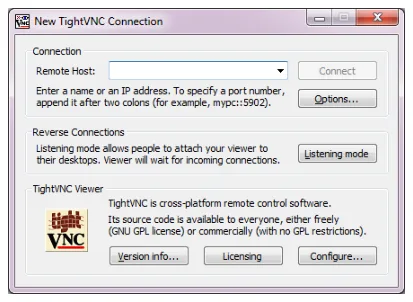 New TightVNC Connection
Connection
Remote Host:
Connect
Enter a name or an IP address. To specify a port number,
append it after two colons (for example, mypc::5902).
Options...
Reverse Connections
Listening mode allows people to attach your viewer to
their desktops. Viewer will wait for incoming connections.
Listening mode
TightVNC Viewer
TightVNC is cross-platform remote control software.
Its source code is available to everyone, either freely
(GNU GPL license) or commercially (with no GPL restrictions).
tight
VNC
Version info...
Licensing
Configure...